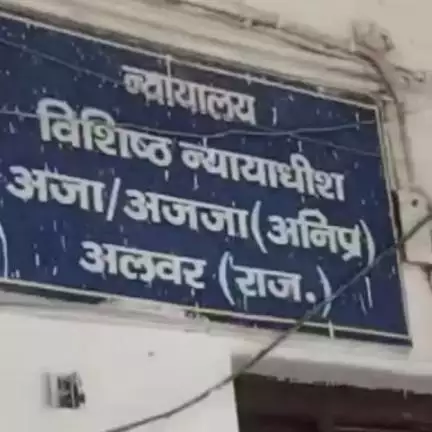 न्यायालय
विशिष्ठ न्यायाधीश
अजा/अजजा(अनिप्र)
अलवर (राज.)